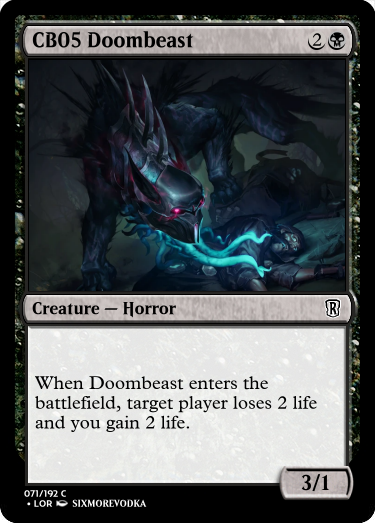 CB05 Doombeast 2
Creature — Horror R
When Doombeast enters the
battlefield, target player loses 2 life
and you gain 2 life.
3/1
071/192 C
• LOR SIXMOREVODKA